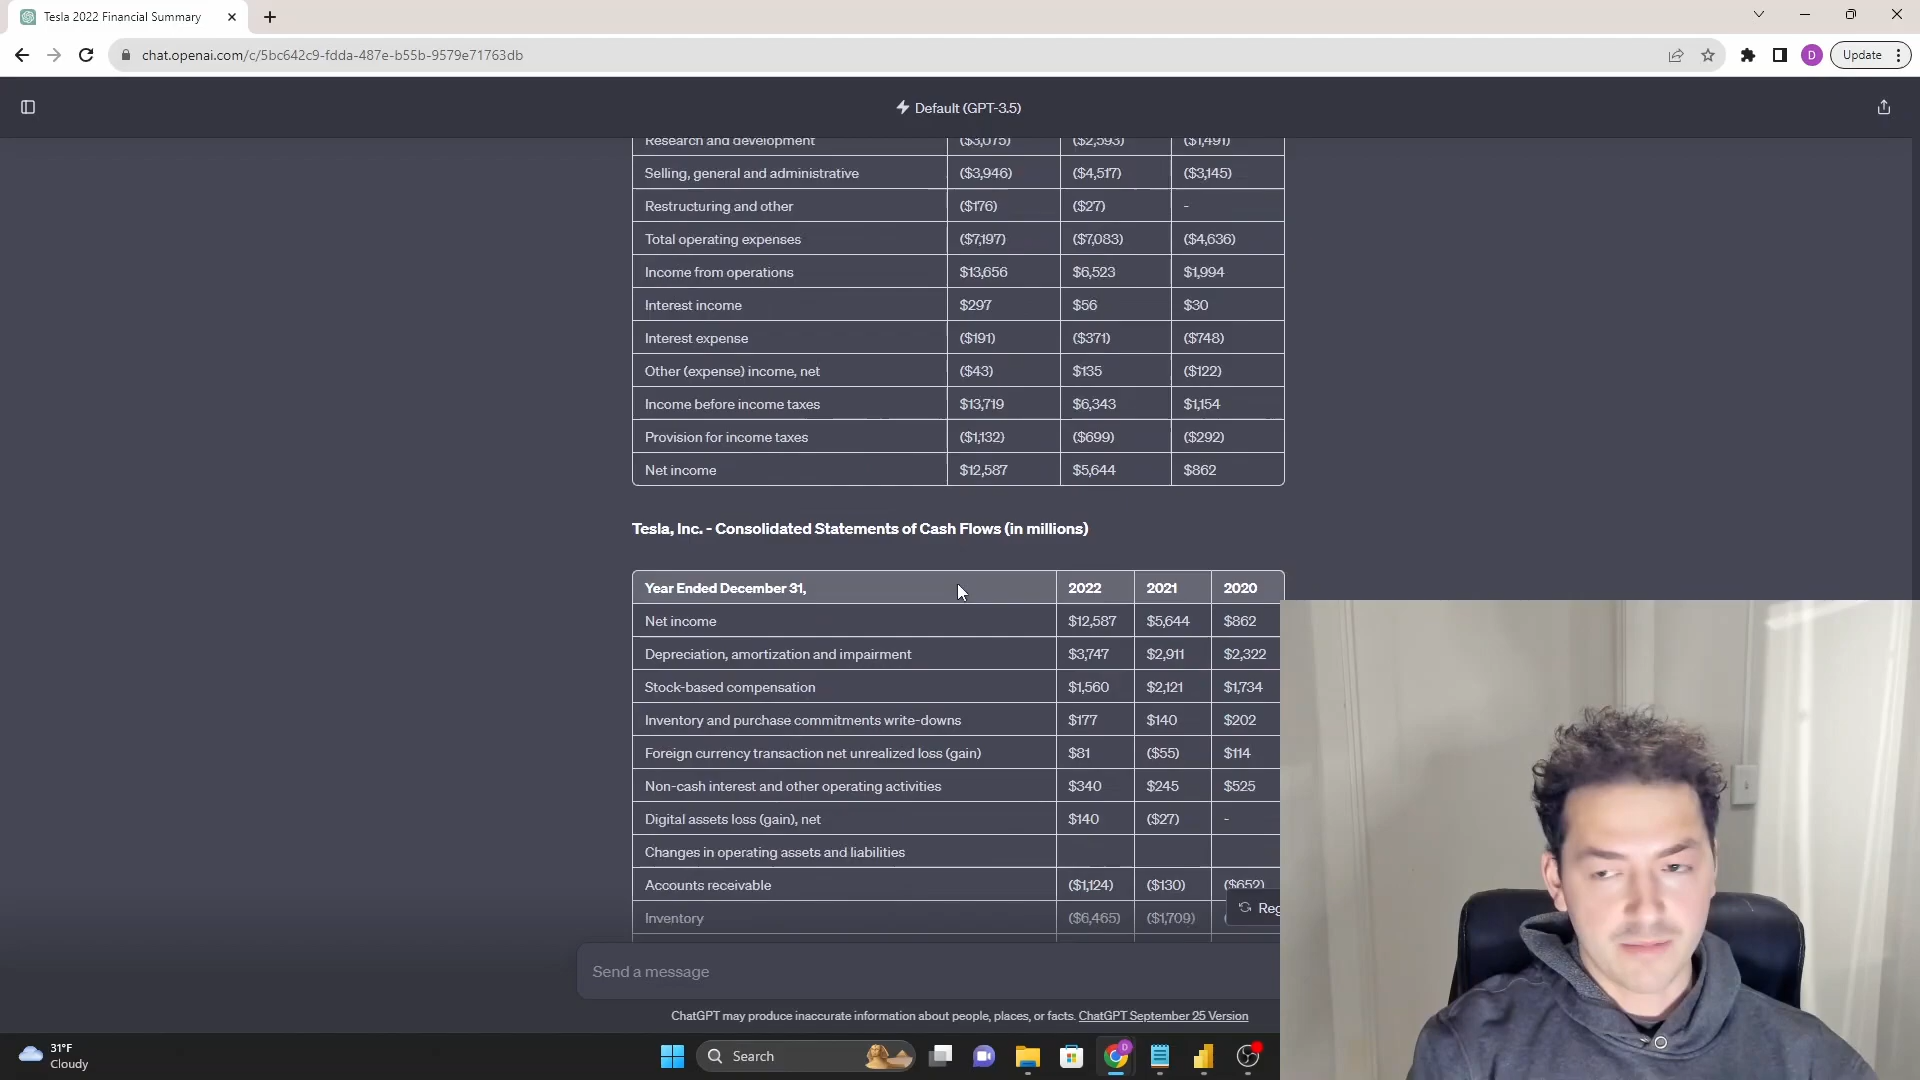 Tesla 2022 Financial Summary
chat.openai.com/c/5bc642c9-fdda-487e-b55b-9579e71763db
D
Update
Default (GPT-3.5)
Research and development ($3,075) ($2,593) ($1,491)
Selling, general and administrative ($3,946) ($4,517) ($3,145)
Restructuring and other ($176) ($27) -
Total operating expenses ($7,197) ($7,083) ($4,636)
Income from operations $13,656 $6,523 $1,994
Interest income $297 $56 $30
Interest expense ($191) ($371) ($748)
Other (expense) income, net ($43) $135 ($122)
Income before income taxes $13,719 $6,343 $1,154
Provision for income taxes ($1,132) ($699) ($292)
Net income $12,587 $5,644 $862
Tesla, Inc. - Consolidated Statements of Cash Flows (in millions)
Year Ended December 31, 2022 2021 2020
Net income $12,587 $5,644 $862
Depreciation, amortization and impairment $3,747 $2,911 $2,322
Stock-based compensation $1,560 $2,121 $1,734
Inventory and purchase commitments write-downs $177 $140 $202
Foreign currency transaction net unrealized loss (gain) $81 ($55) $114
Non-cash interest and other operating activities $340 $245 $525
Digital assets loss (gain), net $140 ($27) -
Changes in operating assets and liabilities
Accounts receivable ($1,124) ($130) ($652)
Reg
Inventory ($6,465) ($1,709)
Send a message
ChatGPT may produce inaccurate information about people, places, or facts. ChatGPT September 25 Version
31°F
Cloudy
Search
D